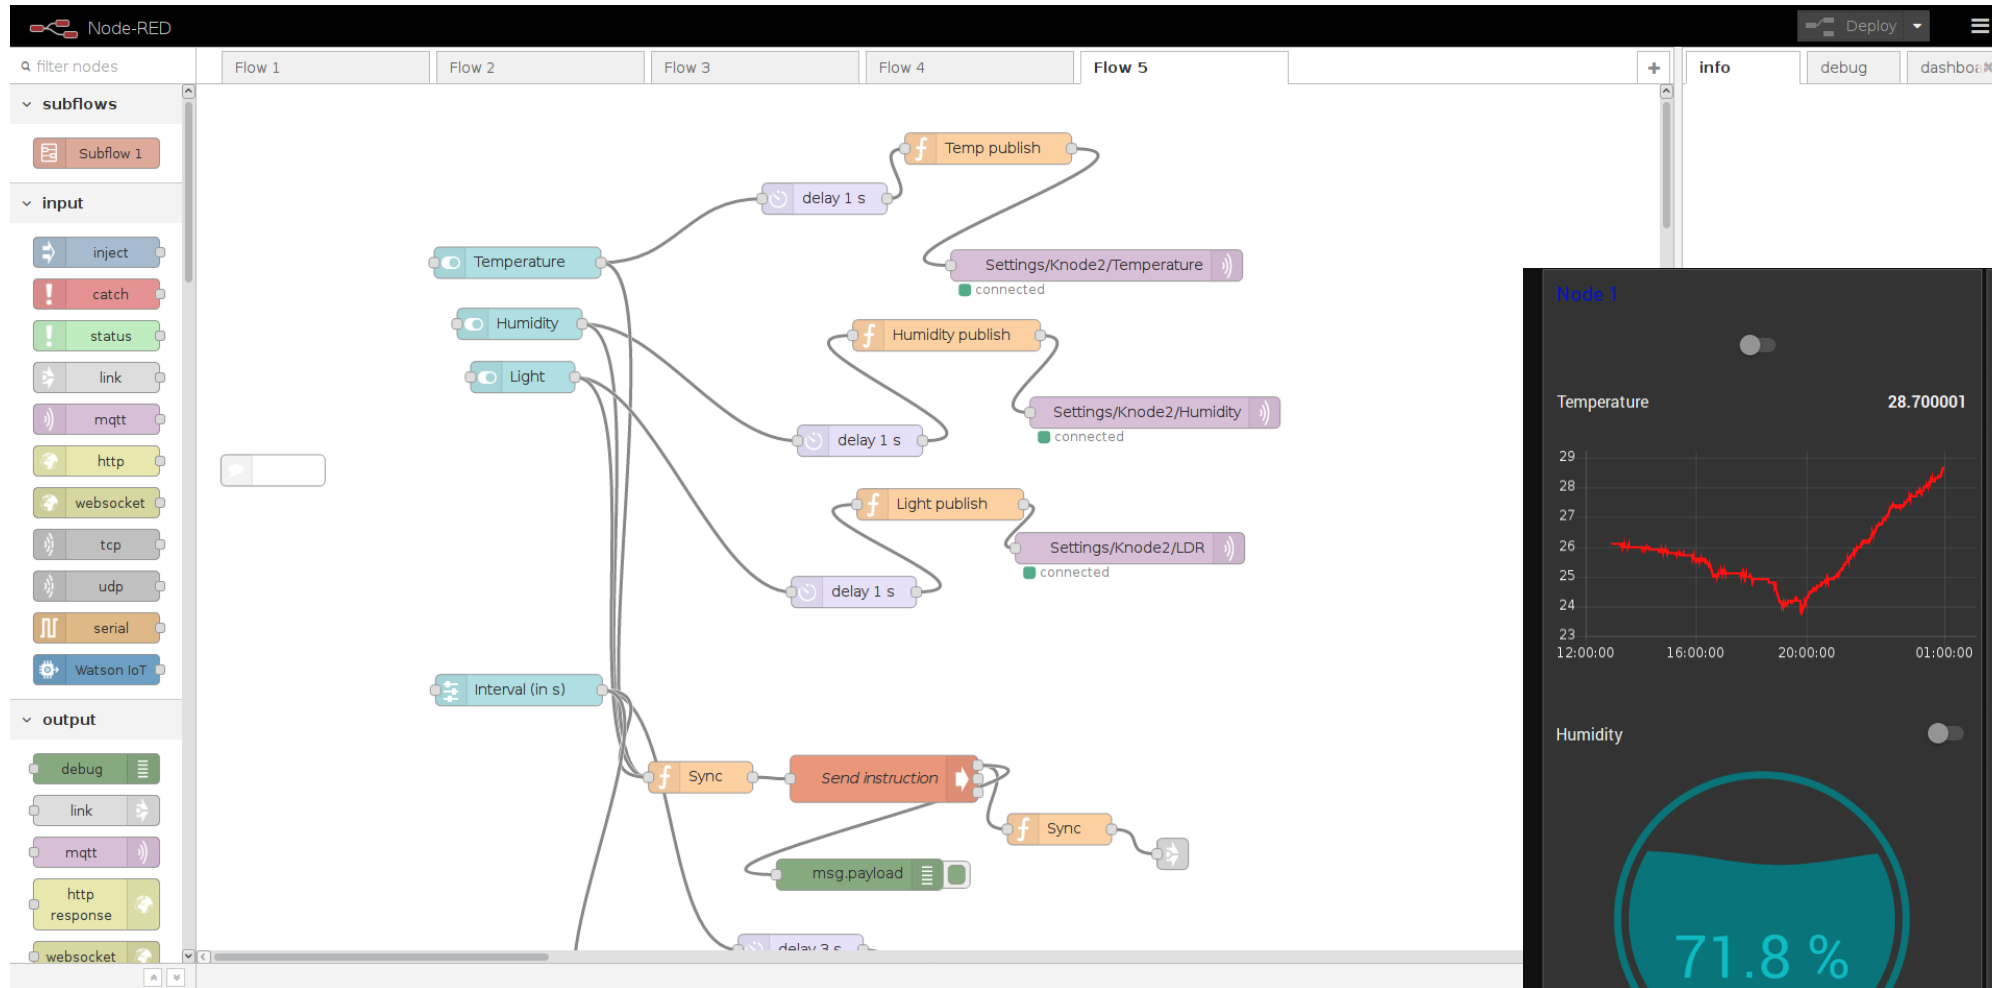 Node-RED
Deploy
filter nodes
Flow 1
Flow 2
Flow 3
Flow 4
Flow 5
info
debug
dashboa
subflows
Subflow 1
input
inject
catch
status
link
mqtt
http
websocket
tcp
udp
serial
Watson IoT
output
debug
link
mqtt
http
response
websocket
Temp publish
delay 1 s
Temperature
Settings/Knode2/Temperature
connected
Humidity
Humidity publish
Light
Settings/Knode2/Humidity
connected
delay 1 s
Light publish
Settings/Knode2/LDR
connected
delay 1 s
Interval (in s)
Sync
Send instruction
Sync
msg.payload
delay 3 s
Node 1
Temperature
28.700001
29
28
27
26
25
24
23
12:00:00
16:00:00
20:00:00
01:00:00
Humidity
71.8 %